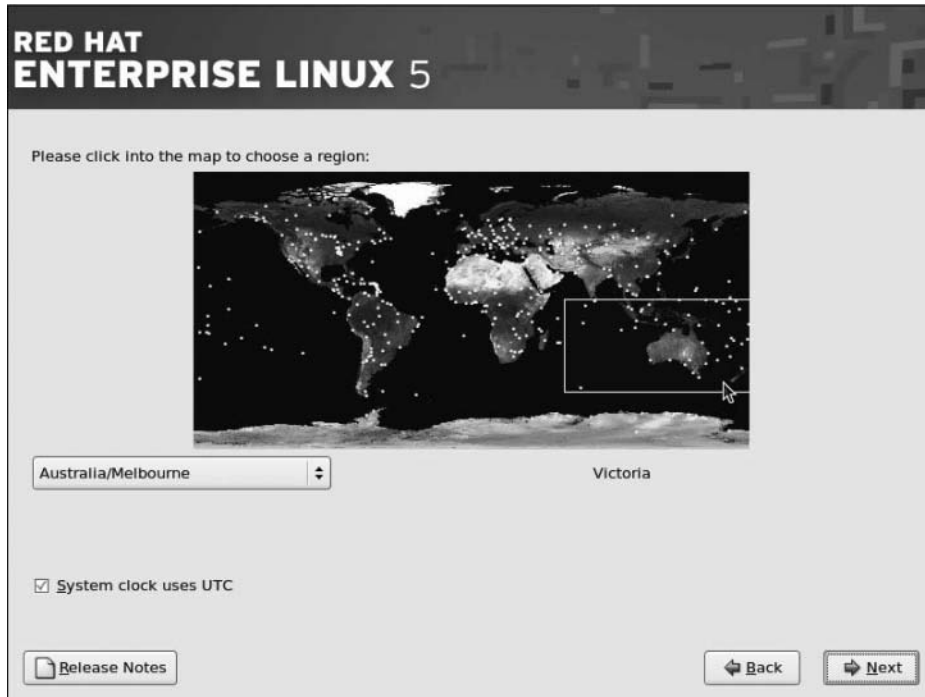 RED HAT
ENTERPRISE LINUX 5
Please click into the map to choose a region:
Australia/Melbourne
Victoria
System clock uses UTC
Release Notes
Back
Next